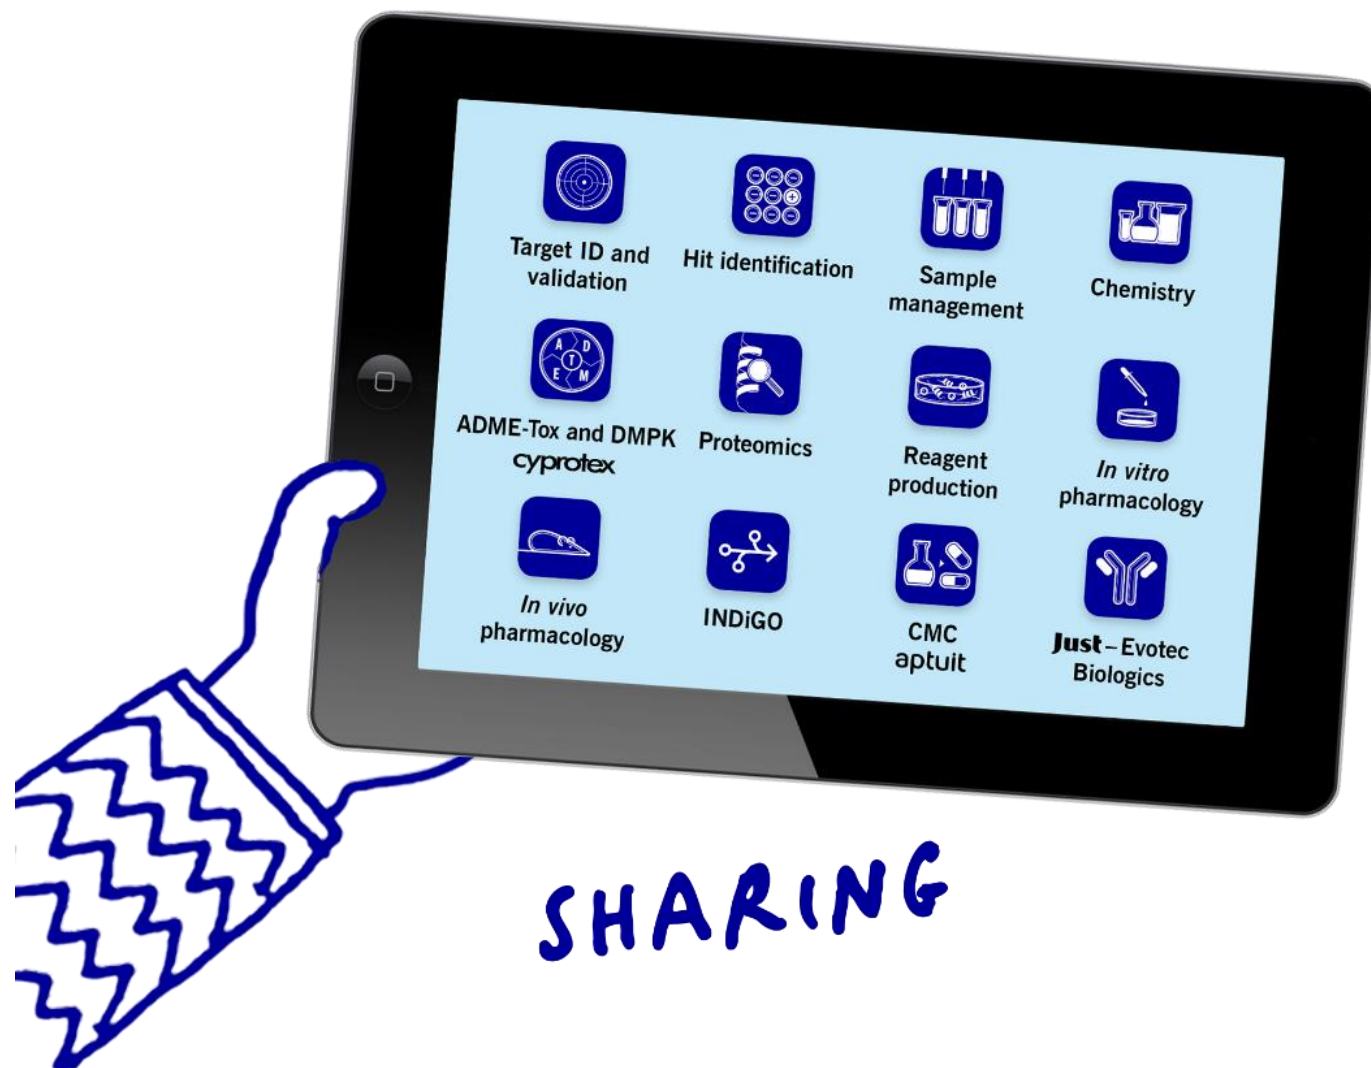 Target ID and
validation
Hit identification
Sample
management
Chemistry
A D
T
E M
ADME-Tox and DMPK
cyprotex
Proteomics
Reagent
production
In vitro
pharmacology
In vivo
pharmacology
INDiGO
CMC
aptuit
Just – Evotec
Biologics
SHARING